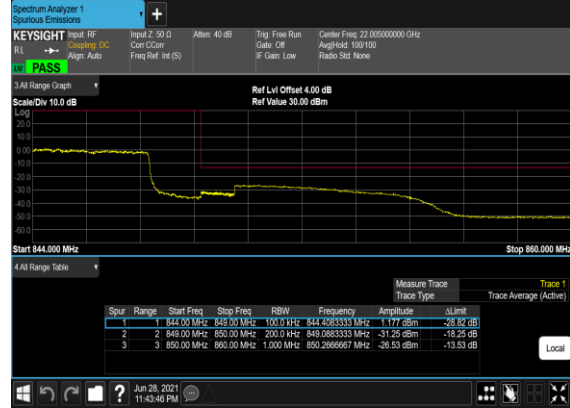 Spectrum Analyzer 1
Spurious Emissions
+
KEYSIGHT Input: RF Input Z: 50 Ω Atten: 40 dB Trig: Free Run Center Freq: 22.005000000 GHz
RL Coupling: DC Corr CCorr Gate: Off Avg|Hold: 100/100
Align: Auto Freq Ref: Int (S) IF Gain: Low Radio Std: None
PASS
3 All Range Graph Ref Lvl Offset 4.00 dB
Scale/Div 10.0 dB Ref Value 30.00 dBm
Log
20.0
10.0
0.00
-10.0
-20.0
-30.0
-40.0
-50.0
-60.0
Start 844.000 MHz Stop 860.000 MHz
4 All Range Table
Measure Trace Trace 1
Trace Type Trace Average (Active)
Spur Range Start Freq Stop Freq RBW Frequency Amplitude ΔLimit
1 1 844.00 MHz 849.00 MHz 100.0 kHz 844.4083333 MHz 1.177 dBm -28.82 dB
2 2 849.00 MHz 850.00 MHz 200.0 kHz 849.0883333 MHz -31.25 dBm -18.25 dB
3 3 850.00 MHz 860.00 MHz 1.000 MHz 850.2666667 MHz -26.53 dBm -13.53 dB
Local
? Jun 28, 2021
11:43:46 PM